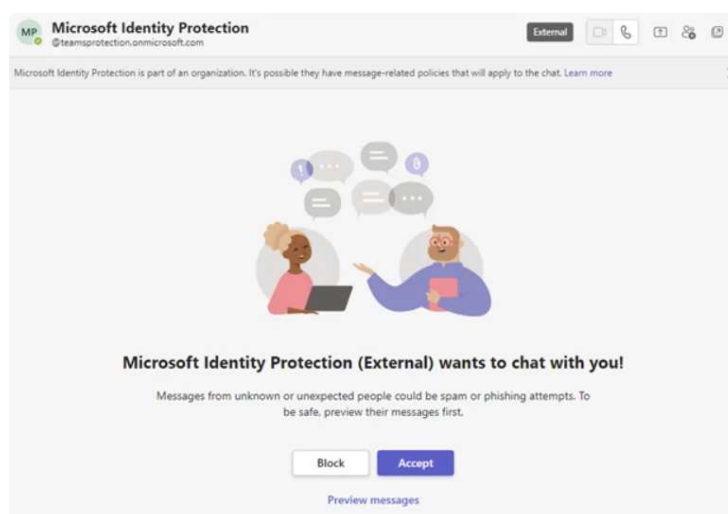 MP
Microsoft Identity Protection
@teamsprotection.onmicrosoft.com
External
Microsoft Identity Protection is part of an organization. It's possible they have message-related policies that will apply to the chat. Learn more
Microsoft Identity Protection (External) wants to chat with you!
Messages from unknown or unexpected people could be spam or phishing attempts. To
be safe, preview their messages first.
Block
Accept
Preview messages